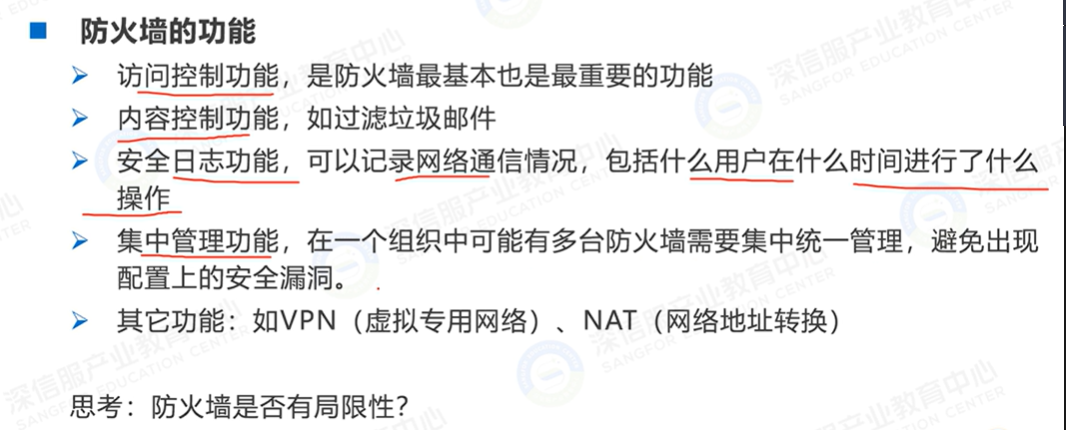 防火墙的功能
访问控制功能，是防火墙最基本也是最重要的功能
内容控制功能，如过滤垃圾邮件
安全日志功能，可以记录网络通信情况，包括什么用户在什么时间进行了什么
操作
集中管理功能，在一个组织中可能有多台防火墙需要集中统一管理，避免出现
配置上的安全漏洞。
其它功能：如VPN（虚拟专用网络）、NAT（网络地址转换）
思考：防火墙是否有局限性？
深信服产业教育中心
SANGFOR EDUCATION CENTER